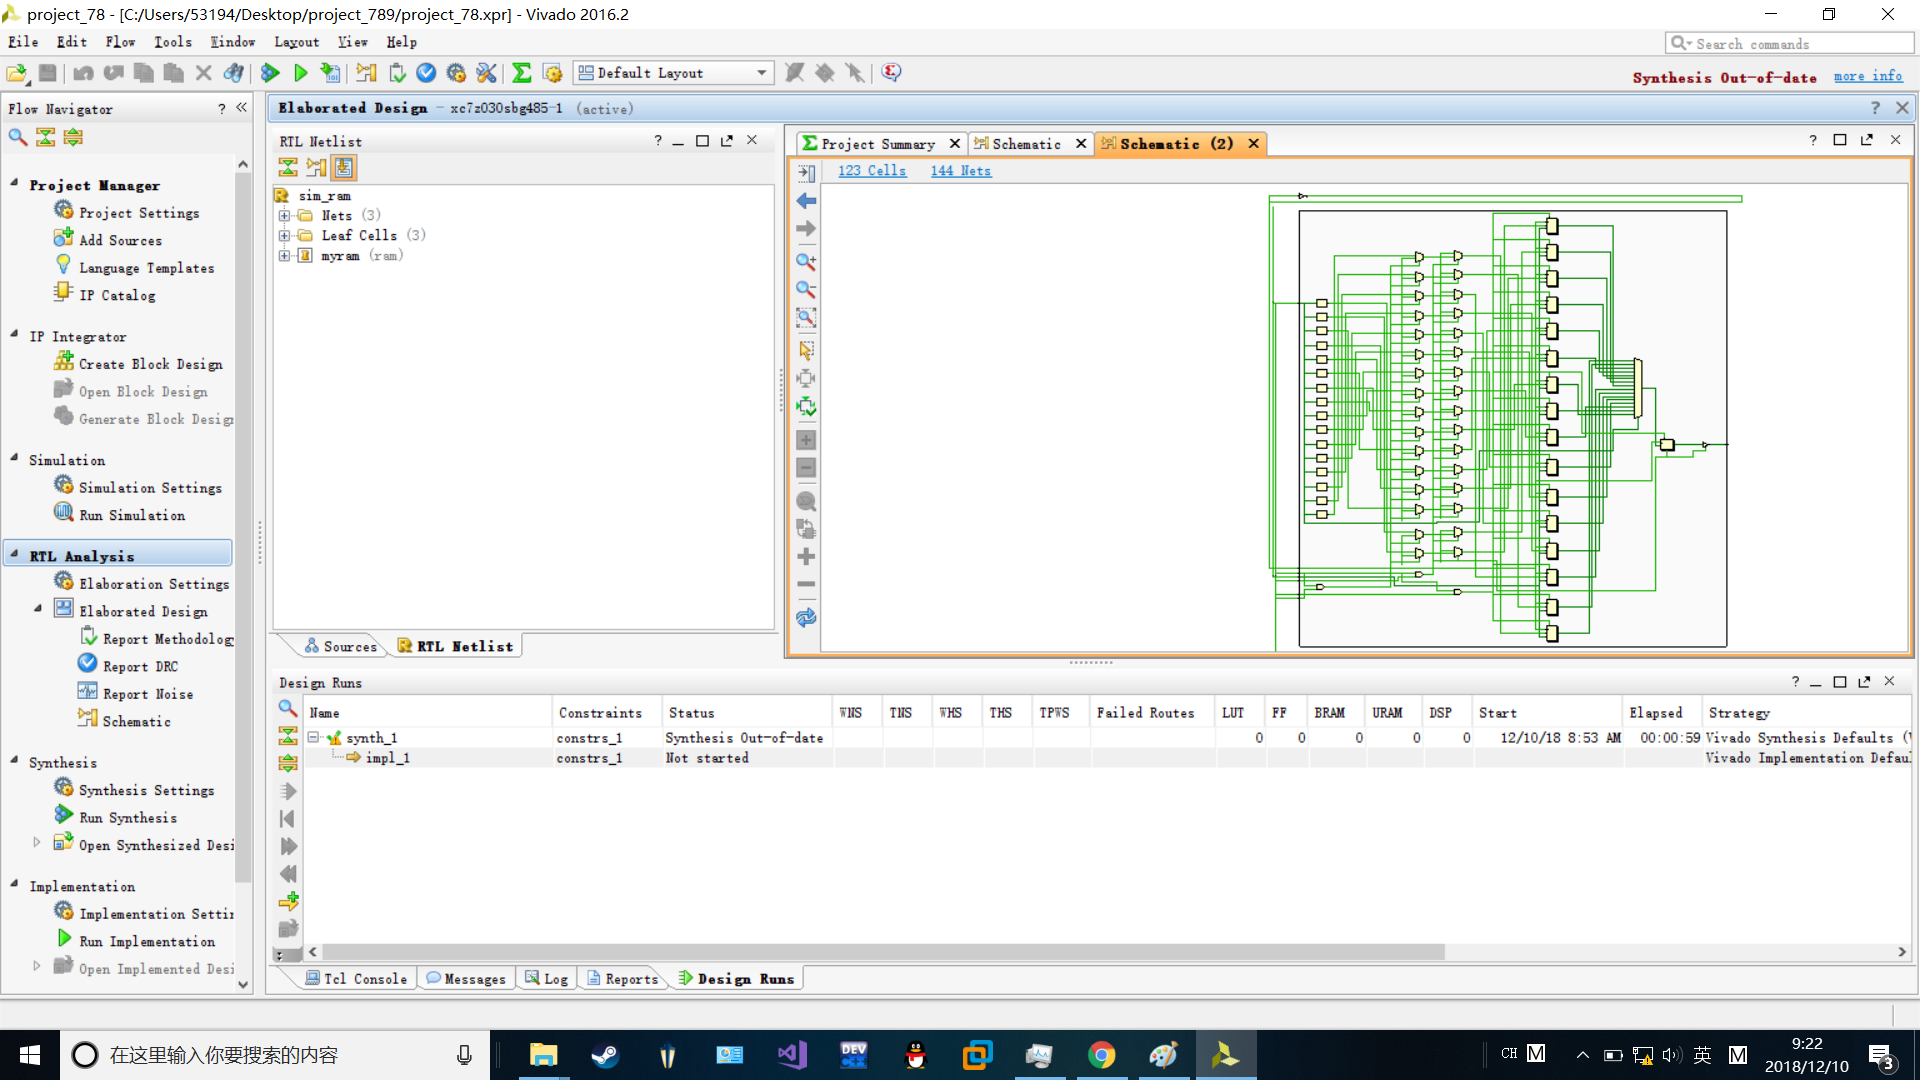 project_78 - [C:/Users/53194/Desktop/project_789/project_78.xpr] - Vivado 2016.2
File Edit Flow Tools Window Layout View Help
Search commands
Default Layout
Synthesis Out-of-date more info
Flow Navigator ?
Project Manager
Project Settings
Add Sources
Language Templates
IP Catalog
IP Integrator
Create Block Design
Open Block Design
Generate Block Desig
Simulation
Simulation Settings
Run Simulation
RTL Analysis
Elaboration Settings
Elaborated Design
Report Methodolog
Report DRC
Report Noise
Schematic
Synthesis
Synthesis Settings
Run Synthesis
Open Synthesized Desi
Implementation
Implementation Settin
Run Implementation
Open Implemented Desi
Elaborated Design - xc7z030sbg485-1 (active) ?
RTL Netlist ?
sim_ram
Nets (3)
Leaf Cells (3)
myram (ram)
Sources RTL Netlist
Project Summary Schematic Schematic (2) ?
123 Cells 144 Nets
Design Runs ?
Name Constraints Status WNS TNS WHS THS TPWS Failed Routes LUT FF BRAM URAM DSP Start Elapsed Strategy
synth_1 constrs_1 Synthesis Out-of-date 0 0 0 0 0 12/10/18 8:53 AM 00:00:59 Vivado Synthesis Defaults (V
impl_1 constrs_1 Not started Vivado Implementation Defaul
Tcl Console Messages Log Reports Design Runs
在这里输入你要搜索的内容
DEV
CH M
英 M
9:22
2018/12/10
3